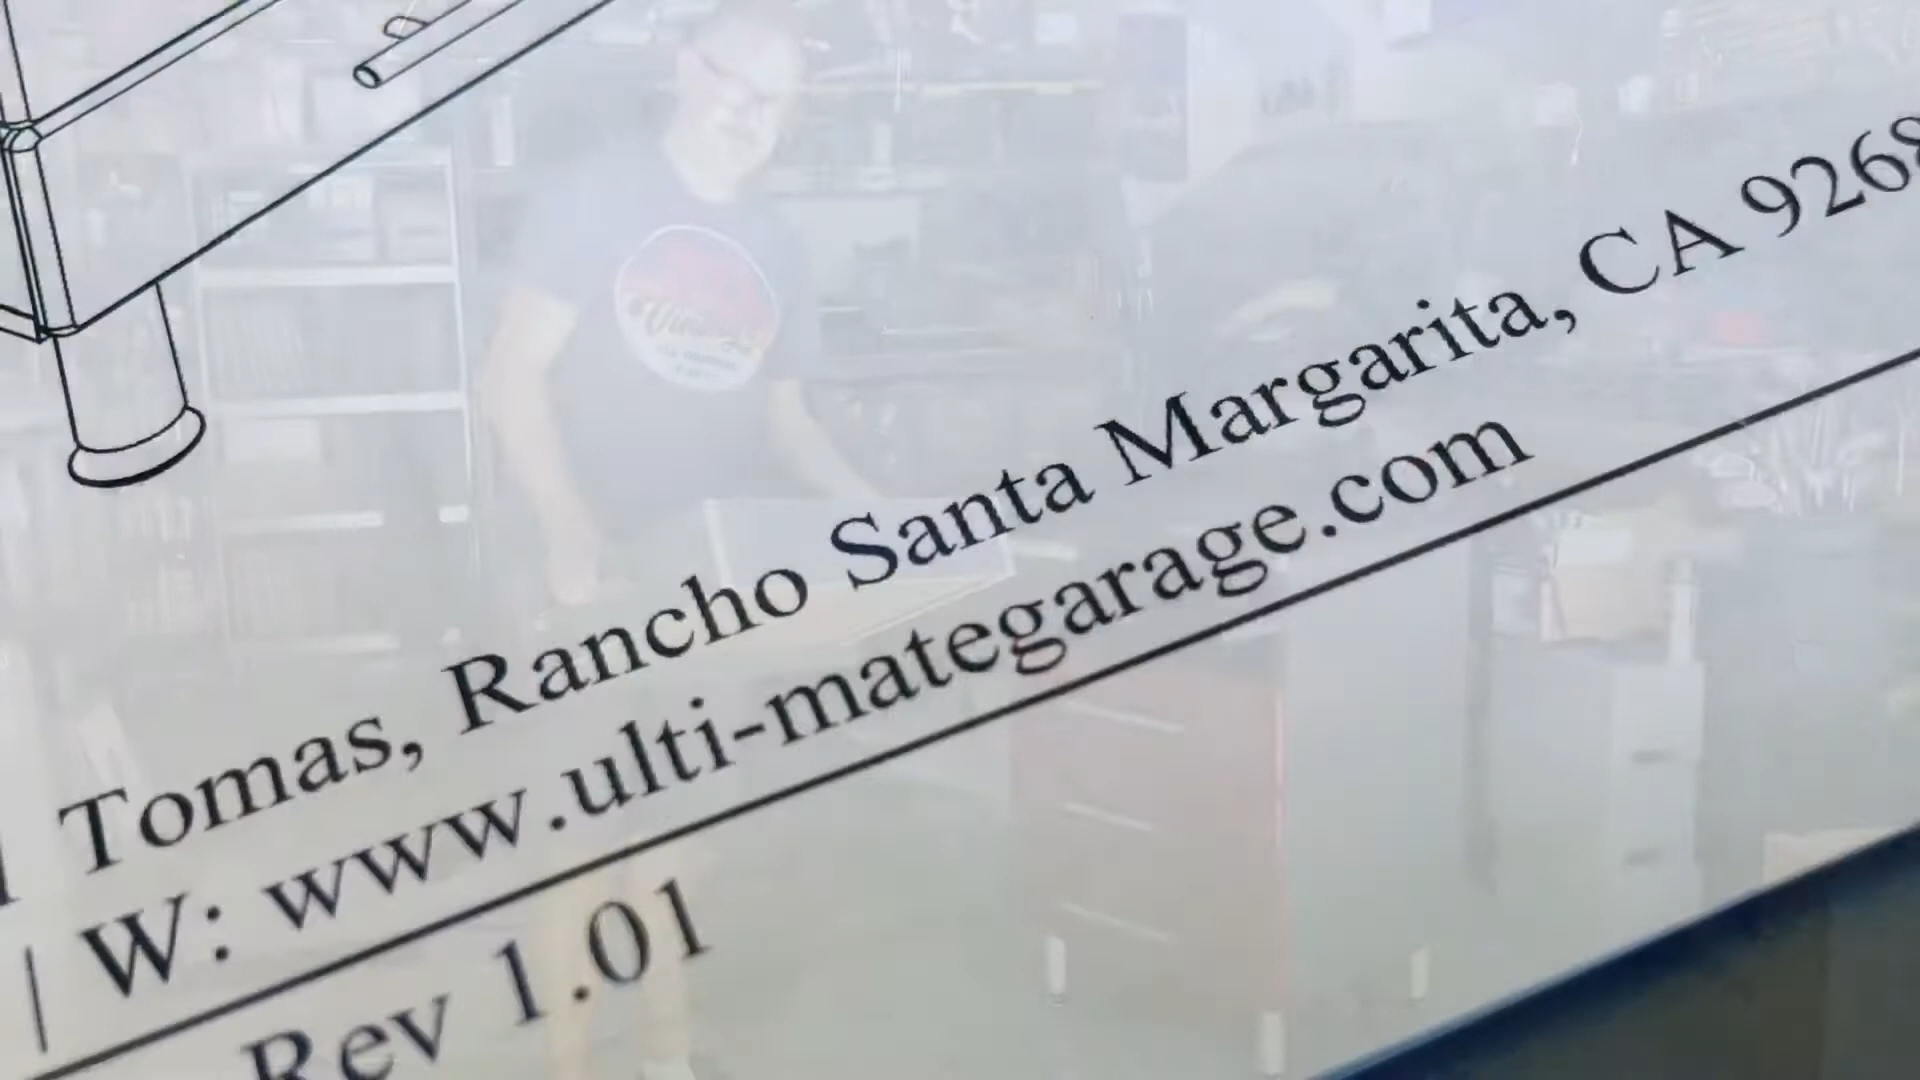 Tomas, Rancho Santa Margarita, CA 9268
| W: www.ulti-mategarage.com
Rev 1.01